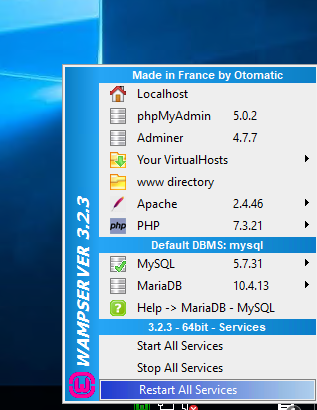 Made in France by Otomatic
Localhost
phpMyAdmin 5.0.2
Adminer 4.7.7
Your VirtualHosts
www directory
Apache 2.4.46
php PHP 7.3.21
Default DBMS: mysql
MySQL 5.7.31
MariaDB 10.4.13
? Help -> MariaDB - MySQL
3.2.3 - 64bit - Services
Start All Services
Stop All Services
Restart All Services
WAMPSERVER 3.2.3